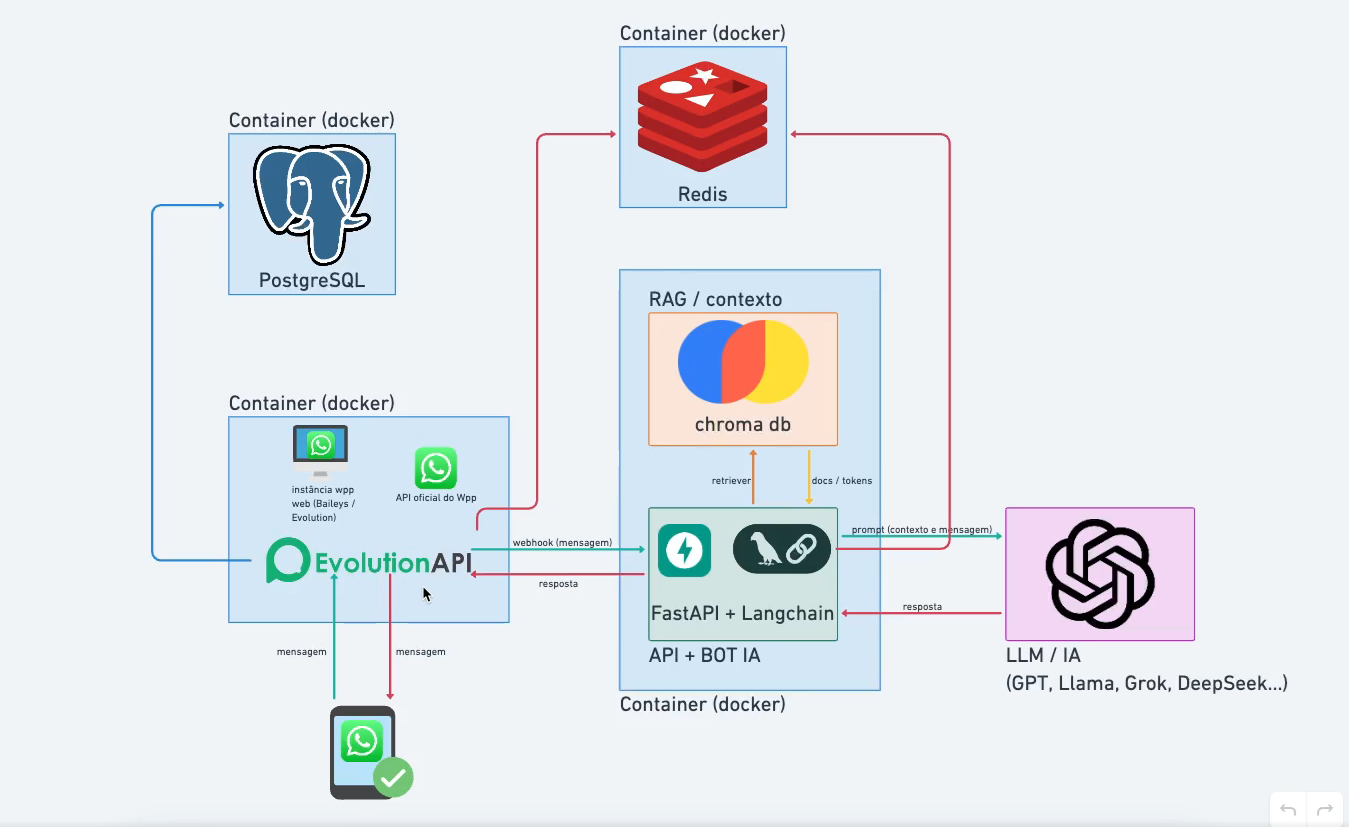 Container (docker)
Redis
Container (docker)
PostgreSQL
RAG / contexto
chroma db
retriever
docs / tokens
Container (docker)
instância wpp
web (Baileys /
Evolution)
API oficial do Wpp
EvolutionAPI
webhook (mensagem)
resposta
prompt (contexto e mensagem)
resposta
FastAPI + Langchain
API + BOT IA
Container (docker)
LLM / IA
(GPT, Llama, Grok, DeepSeek...)
mensagem
mensagem